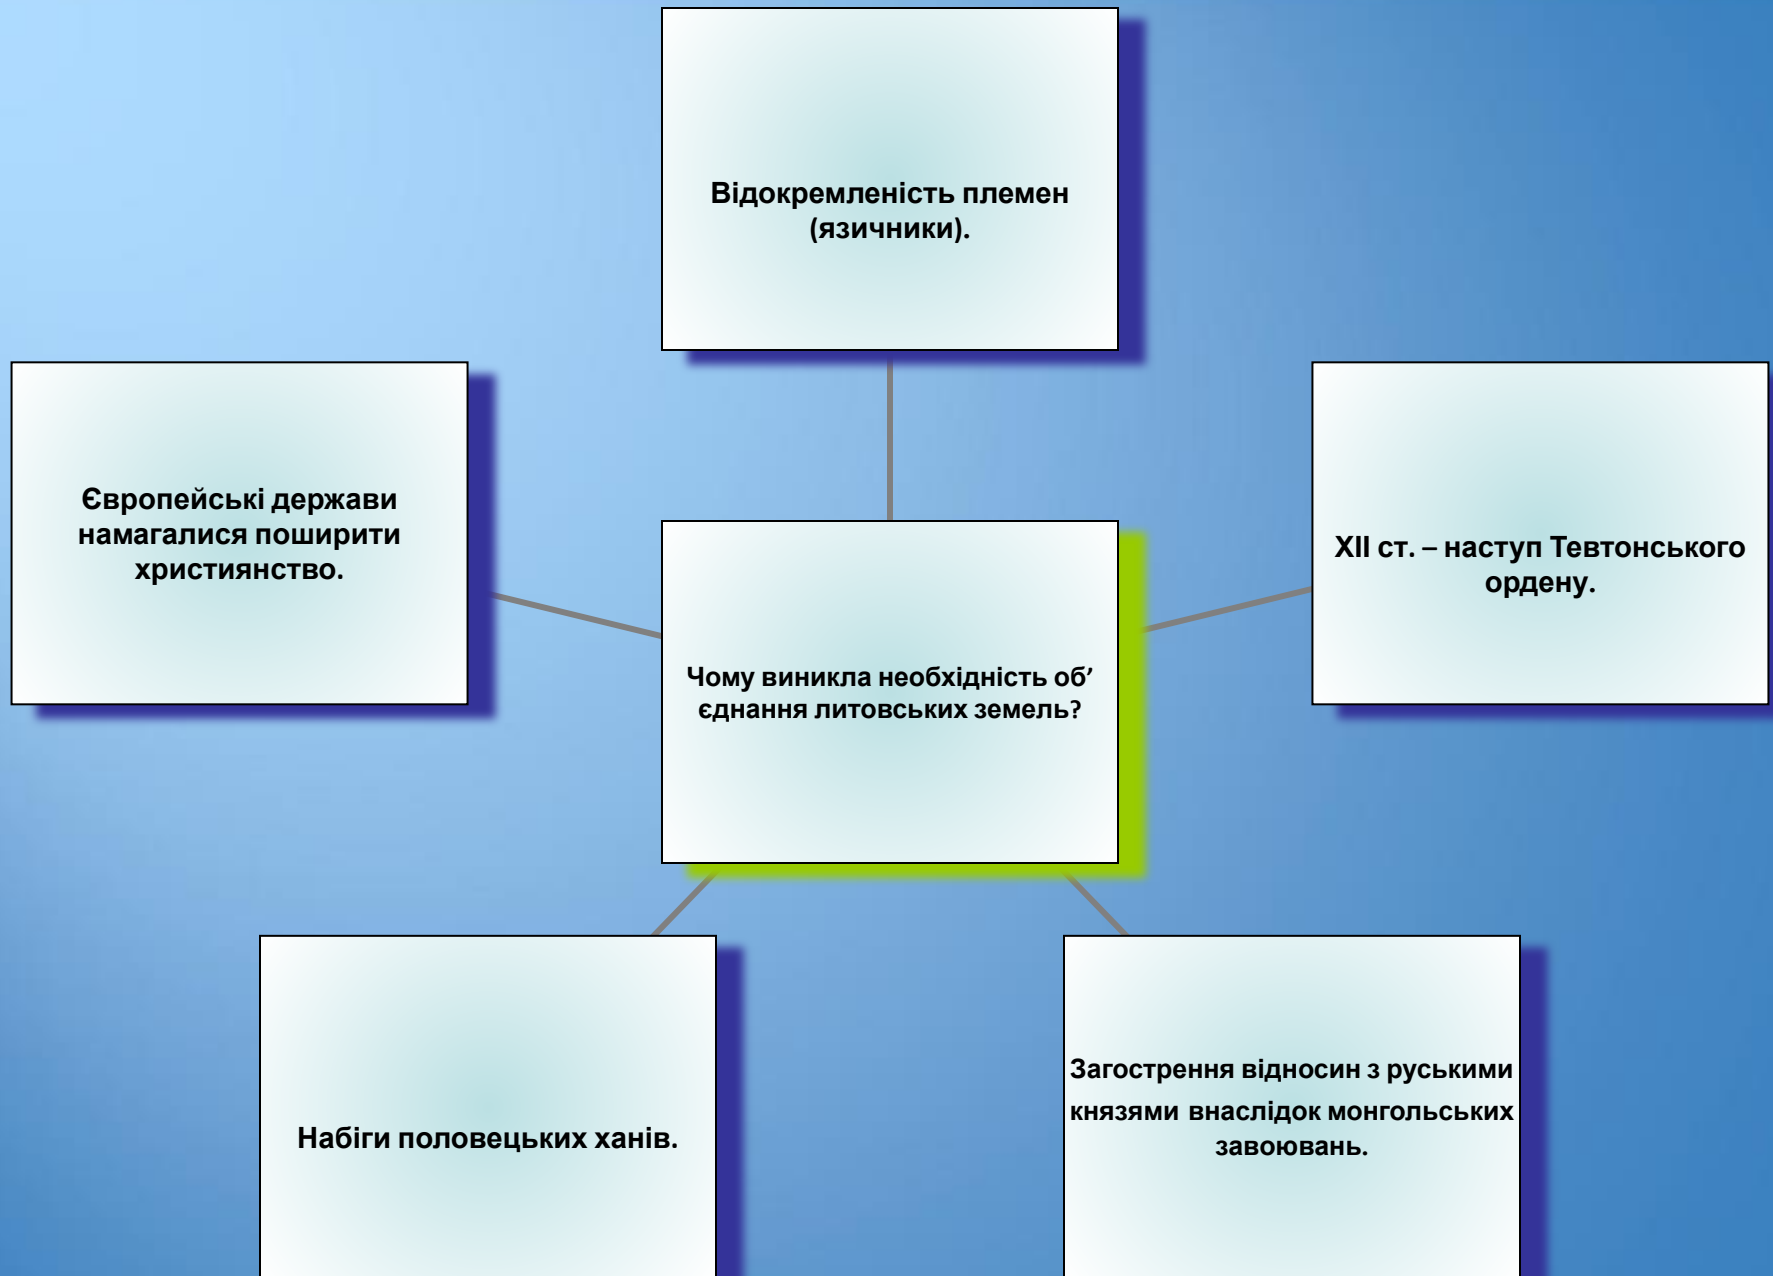 Відокремленість племен
(язичники).
Європейські держави
намагалися поширити
християнство.
XII ст. – наступ Тевтонського
ордену.
Чому виникла необхідність об’
єднання литовських земель?
Набіги половецьких ханів.
Загострення відносин з руськими
князями внаслідок монгольських
завоювань.